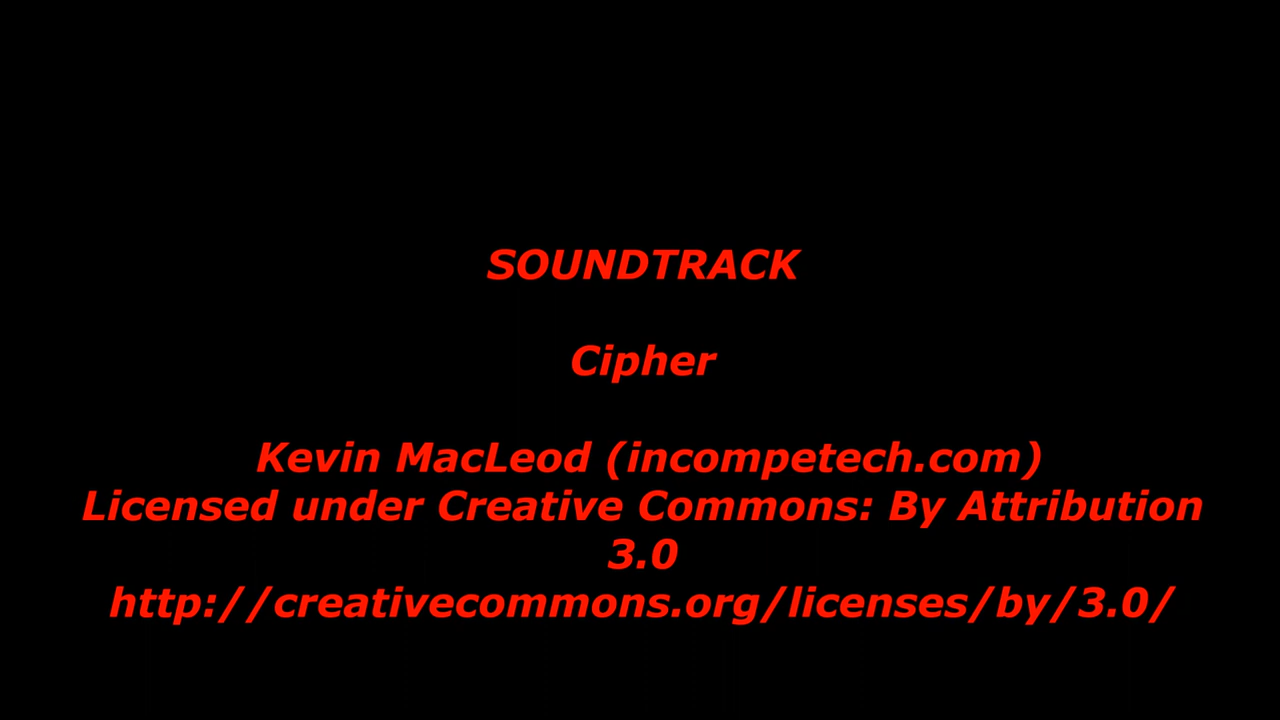 SOUNDTRACK
Cipher
Kevin MacLeod (incompetech.com)
Licensed under Creative Commons: By Attribution
3.0
http://creativecommons.org/licenses/by/3.0/